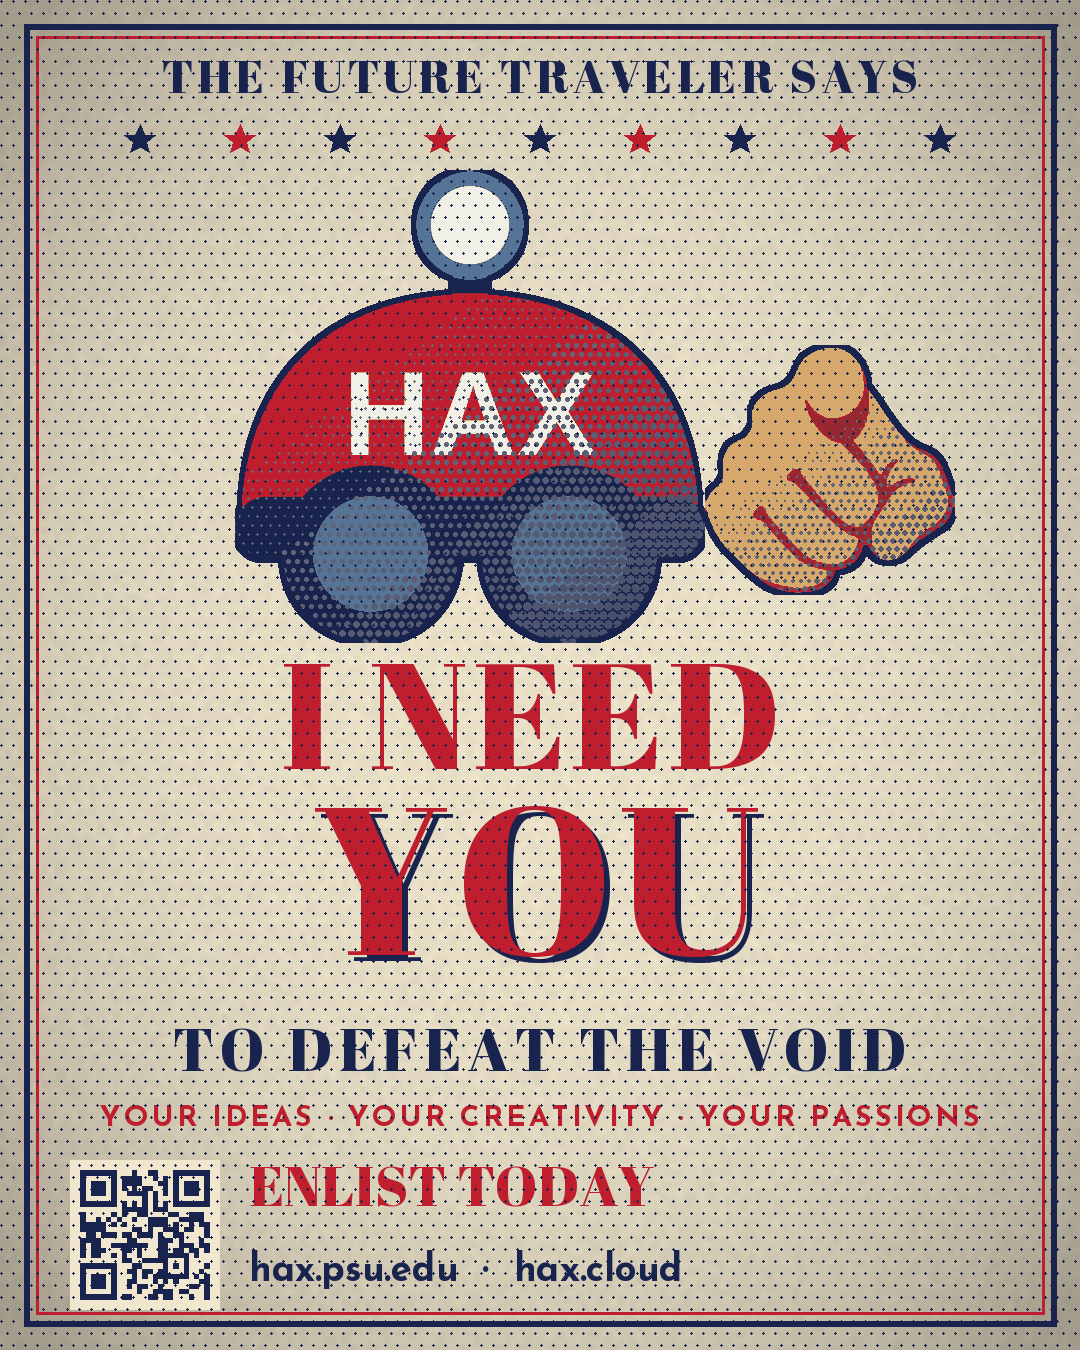 THE FUTURE TRAVELER SAYS
HAX
I NEED
YOU
TO DEFEAT THE VOID
YOUR IDEAS · YOUR CREATIVITY · YOUR PASSIONS
ENLIST TODAY
hax.psu.edu · hax.cloud